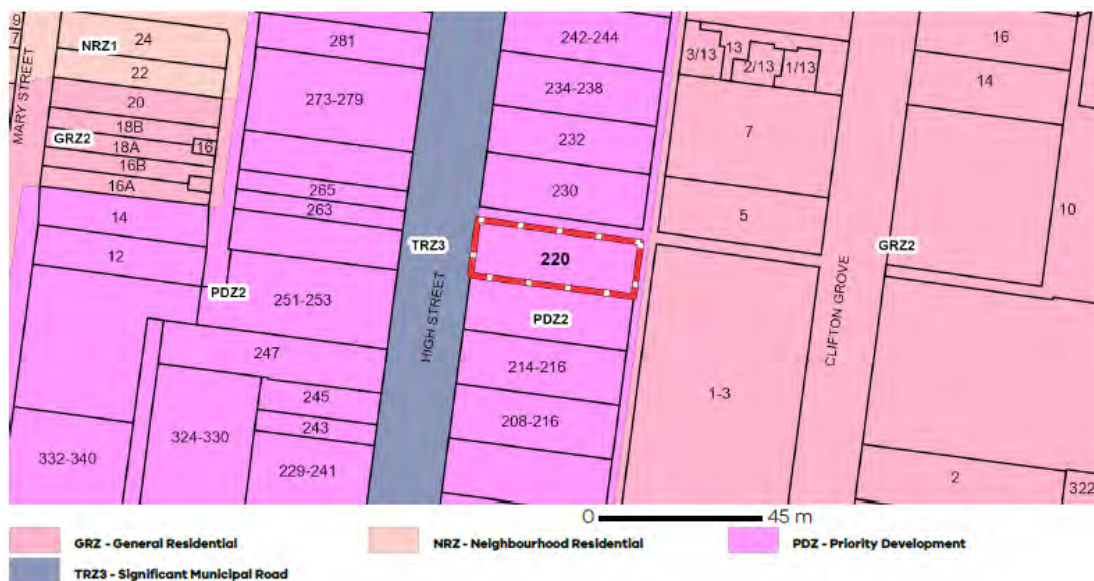 9
7
NRZ1
24
22
20
18B
GRZ2
18A
16
16B
16A
14
12
MARY STREET
281
273-279
265
263
PDZ2
251-253
247
245
243
324-330
332-340
229-241
TRZ3
HIGH STREET
242-244
234-238
232
230
220
PDZ2
214-216
208-216
3/13
13
2/13
1/13
7
5
1-3
CLIFTON GROVE
16
14
10
GRZ2
2
322
0 45 m
GRZ - General Residential
NRZ - Neighbourhood Residential
PDZ - Priority Development
TRZ3 - Significant Municipal Road